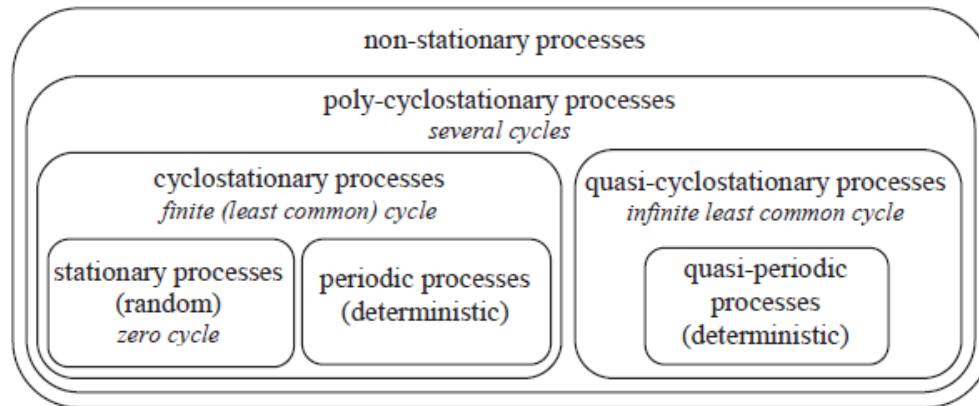 non-stationary processes
poly-cyclostationary processes
several cycles
cyclostationary processes
finite (least common) cycle
stationary processes
(random)
zero cycle
periodic processes
(deterministic)
quasi-cyclostationary processes
infinite least common cycle
quasi-periodic
processes
(deterministic)